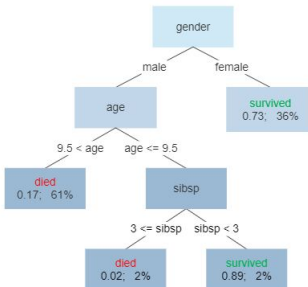 gender
male female
age
survived
0.73; 36%
9.5 < age age <= 9.5
died
0.17; 61%
sibsp
3 <= sibsp sibsp < 3
died
0.02; 2%
survived
0.89; 2%